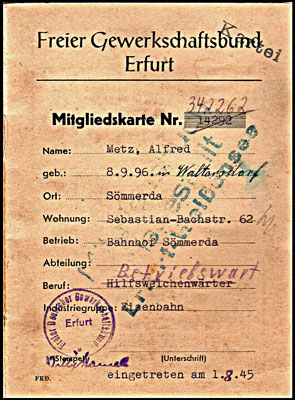 Kartei
Freier Gewerkschaftsbund
Erfurt
342262
Mitgliedskarte Nr. 14292
Name: Metz, Alfred
geb.: 8.9.96. in Waltersdorf
Ort: Sömmerda
Wohnung: Sebastian-Bachstr. 62
Betrieb: Bahnhof Sömmerda
Abteilung: Betriebswart
Beruf: Hilfsweichenwärter
Industriegruppe: Eisenbahn
Erfurt
(Stempel) (Unterschrift)
eingetreten am 1.8.45
FKD.